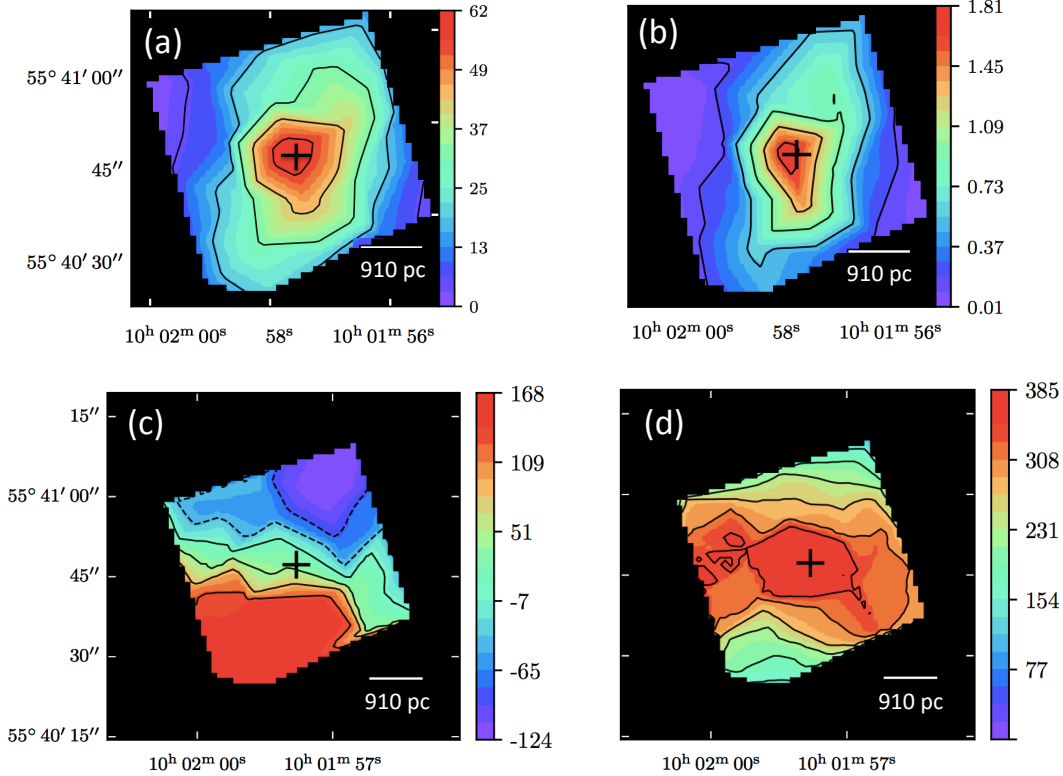 (a)
62
49
37
25
13
0
55° 41′ 00″
45″
55° 40′ 30″
910 pc
10ʰ 02ᵐ 00ˢ
58ˢ
10ʰ 01ᵐ 56ˢ
(b)
1.81
1.45
1.09
0.73
0.37
0.01
910 pc
10ʰ 02ᵐ 00ˢ
58ˢ
10ʰ 01ᵐ 56ˢ
(c)
168
109
51
-7
-65
-124
15″
55° 41′ 00″
45″
30″
55° 40′ 15″
910 pc
10ʰ 02ᵐ 00ˢ
10ʰ 01ᵐ 57ˢ
(d)
385
308
231
154
77
910 pc
10ʰ 02ᵐ 00ˢ
10ʰ 01ᵐ 57ˢ